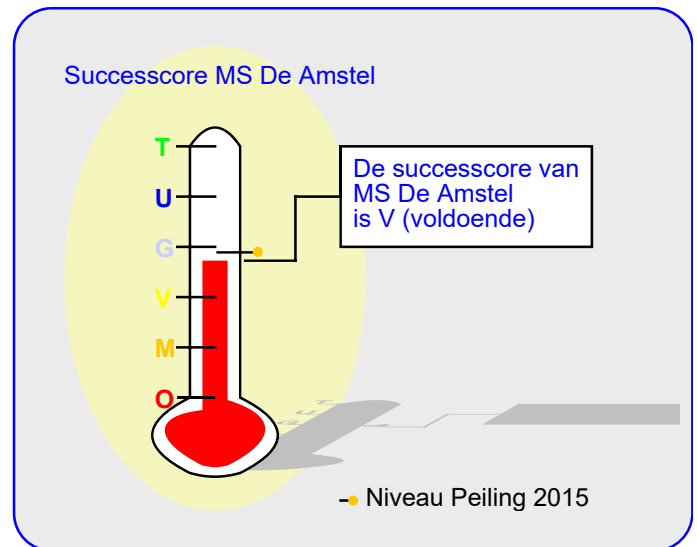 Successcore MS De Amstel
T
U
G
V
M
O
De successcore van
MS De Amstel
is V (voldoende)
T
U
G
Niveau Peiling 2015